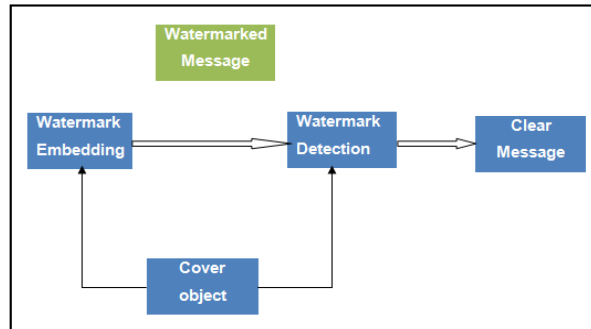 Watermarked
Message
Watermark
Embedding
Watermark
Detection
Clear
Message
Cover
object